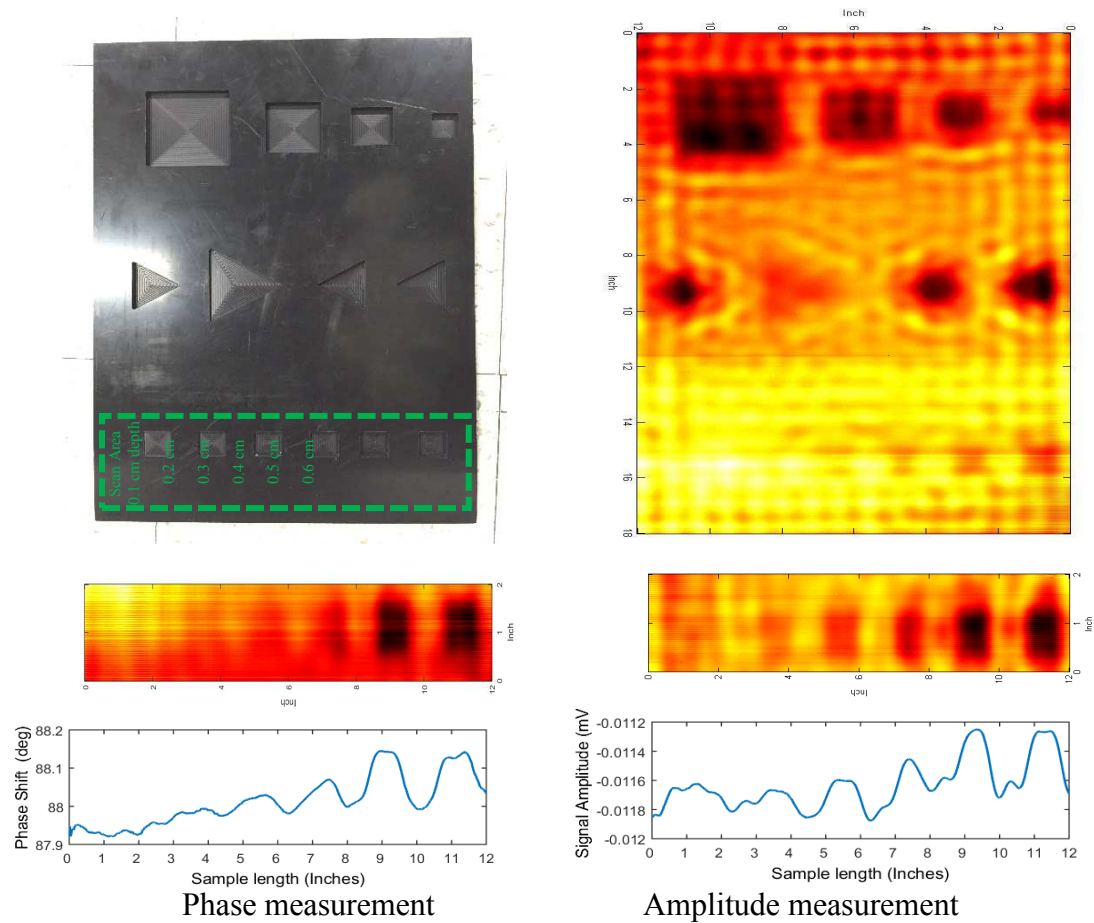 Inch
12
10
8
6
4
2
0
0
2
4
6
8
10
12
14
16
18
Inch
Scan Area
0.1 cm depth
0.2 cm
0.3 cm
0.4 cm
0.5 cm
0.6 cm
0
2
4
6
8
10
12
Inch
0
1
2
Inch
0
2
4
6
8
10
12
Inch
0
1
2
Inch
88.2
88.1
88
87.9
Phase Shift (deg)
0 1 2 3 4 5 6 7 8 9 10 11 12
Sample length (Inches)
-0.0112
-0.0114
-0.0116
-0.0118
-0.012
Signal Amplitude (mV
0 1 2 3 4 5 6 7 8 9 10 11 12
Sample length (Inches)
Phase measurement
Amplitude measurement